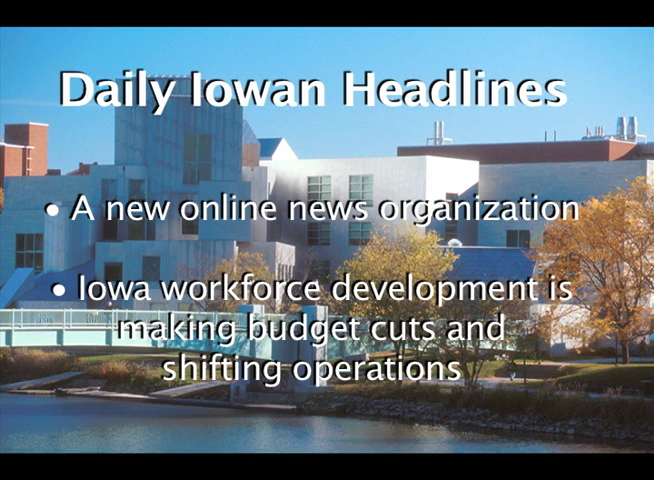 Daily Iowan Headlines
• A new online news organization
• Iowa workforce development is
making budget cuts and
shifting operations